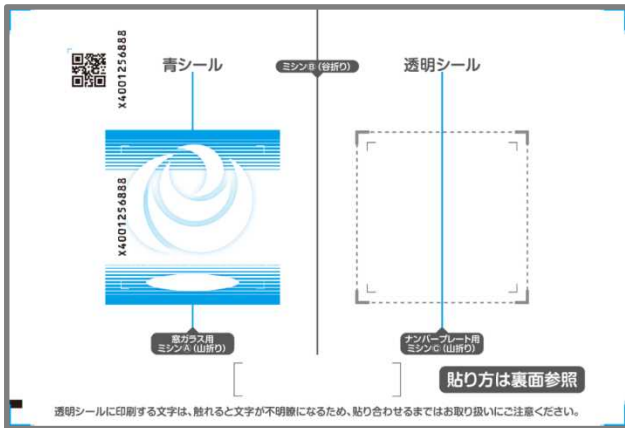 X4001256888
青シール
ミシンB(谷折り)
透明シール
X4001256888
窓ガラス用
ミシンA(山折り)
ナンバープレート用
ミシンC(山折り)
貼り方は裏面参照
透明シールに印刷する文字は、触れると文字が不明瞭になるため、貼り合わせるまではお取り扱いにご注意ください。